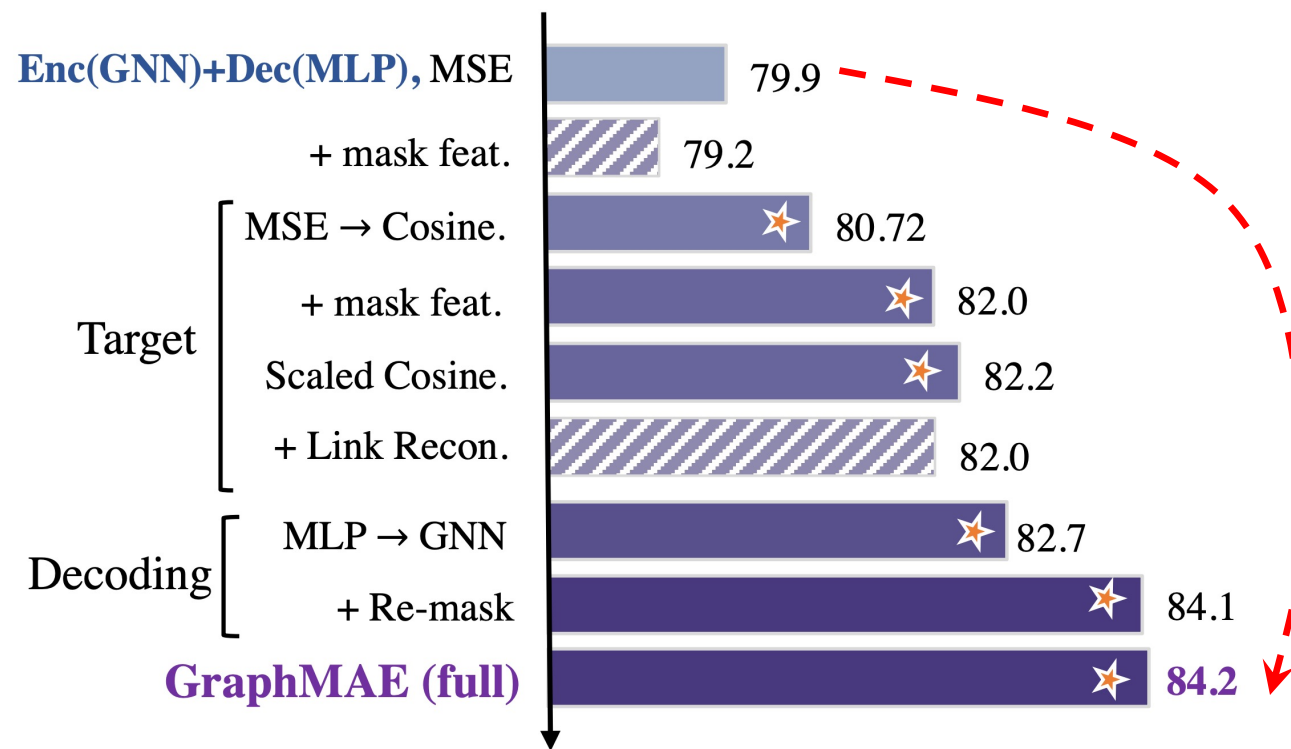 Enc(GNN)+Dec(MLP), MSE 79.9
+ mask feat. 79.2
MSE → Cosine. 80.72
+ mask feat. 82.0
Target
Scaled Cosine. 82.2
+ Link Recon. 82.0
MLP → GNN 82.7
Decoding
+ Re-mask 84.1
GraphMAE (full) 84.2